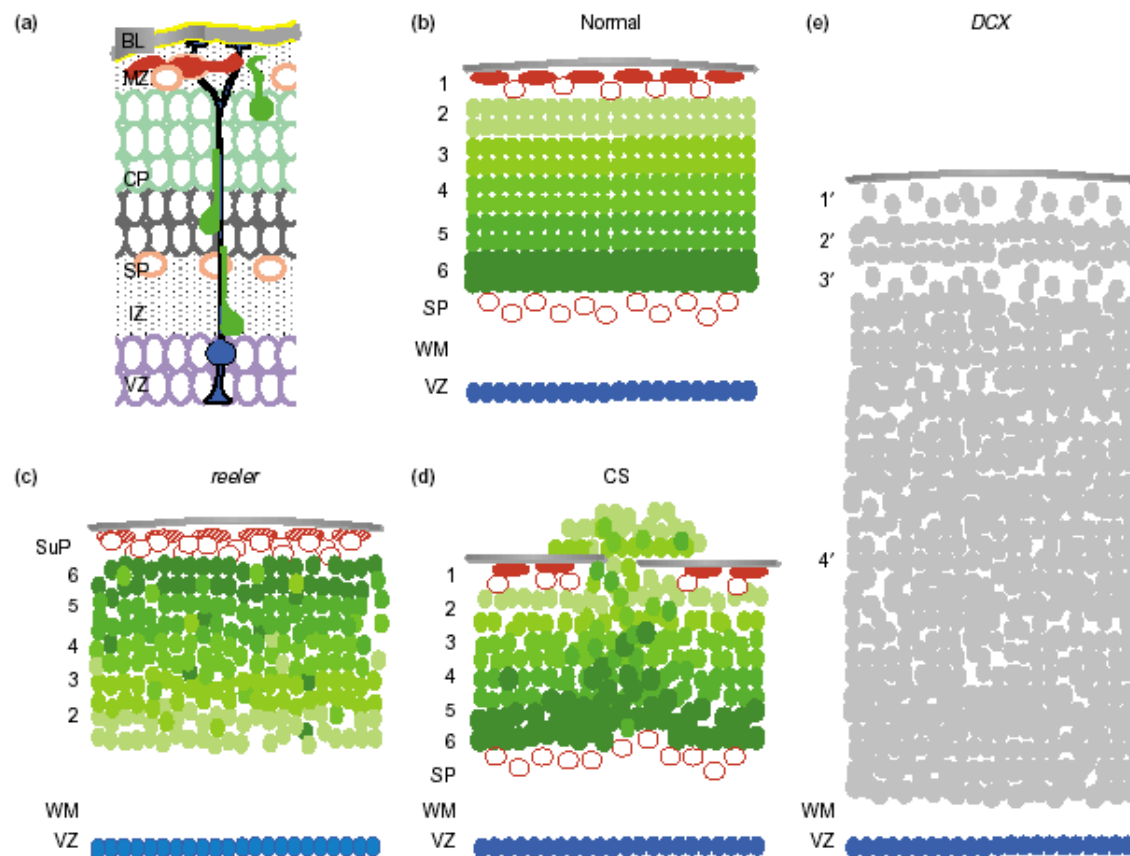 (a)
BL
MZ
CP
SP
IZ
VZ
(b) Normal
1
2
3
4
5
6
SP
WM
VZ
(e) DCX
1′
2′
3′
4′
WM
VZ
(c) reeler
SuP
6
5
4
3
2
WM
VZ
(d) CS
1
2
3
4
5
6
SP
WM
VZ